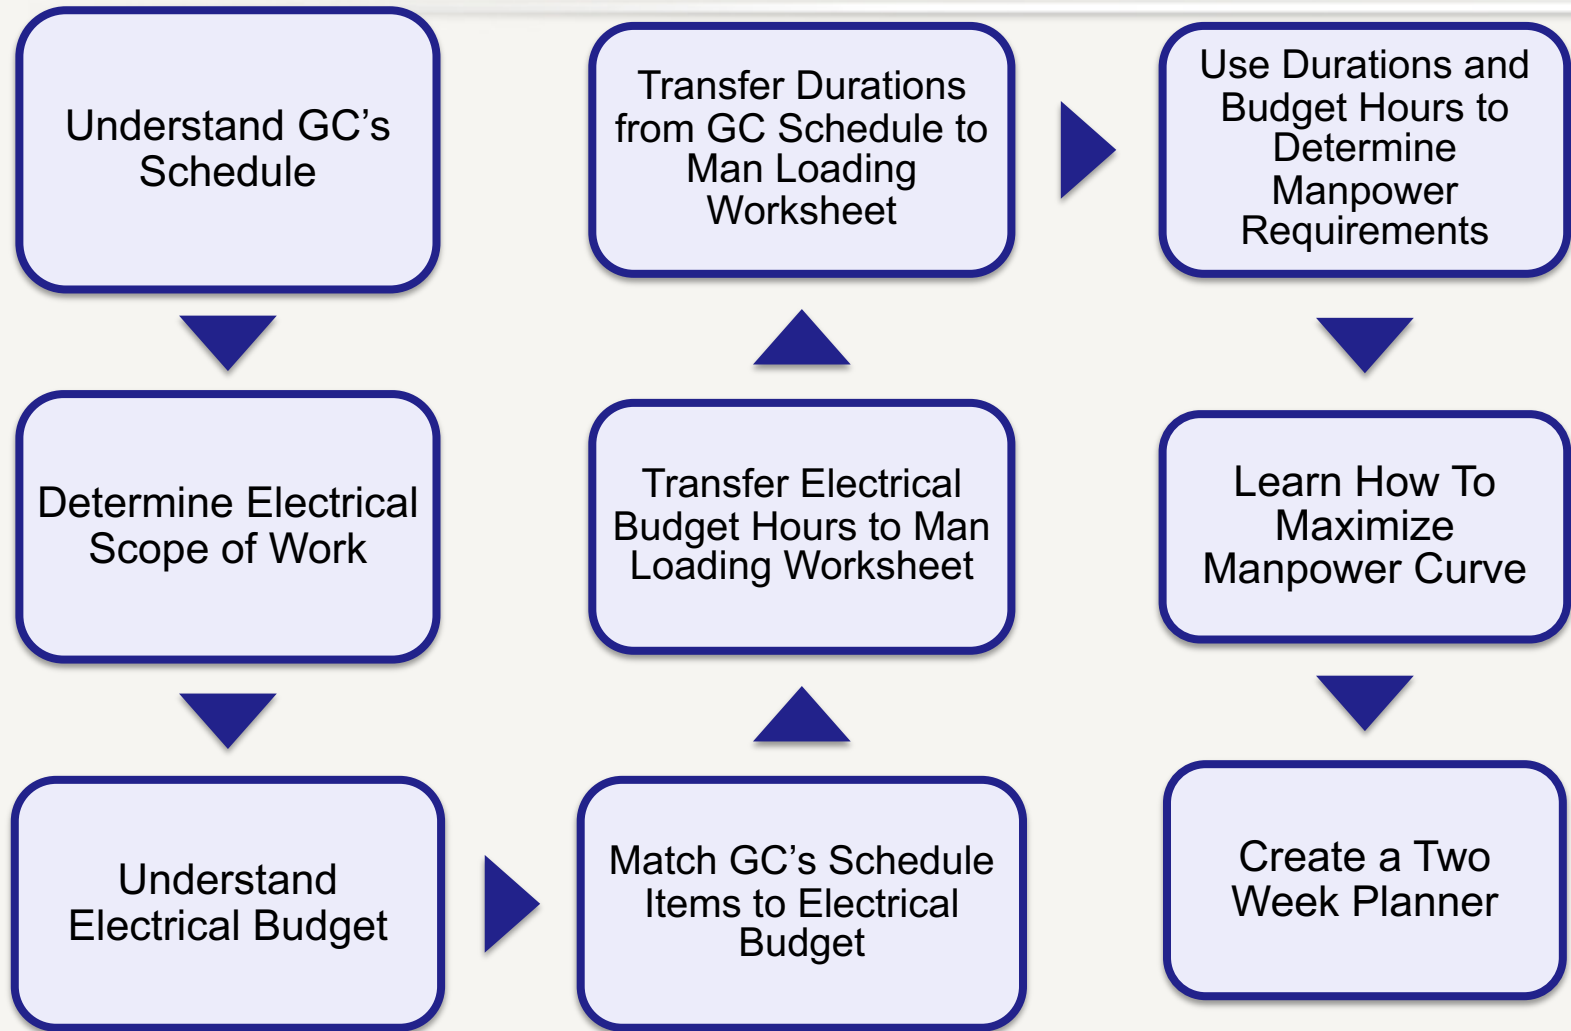 Understand GC’s
Schedule
Determine Electrical
Scope of Work
Understand
Electrical Budget
Match GC’s Schedule
Items to Electrical
Budget
Transfer Electrical
Budget Hours to Man
Loading Worksheet
Transfer Durations
from GC Schedule to
Man Loading
Worksheet
Use Durations and
Budget Hours to
Determine
Manpower
Requirements
Learn How To
Maximize
Manpower Curve
Create a Two
Week Planner